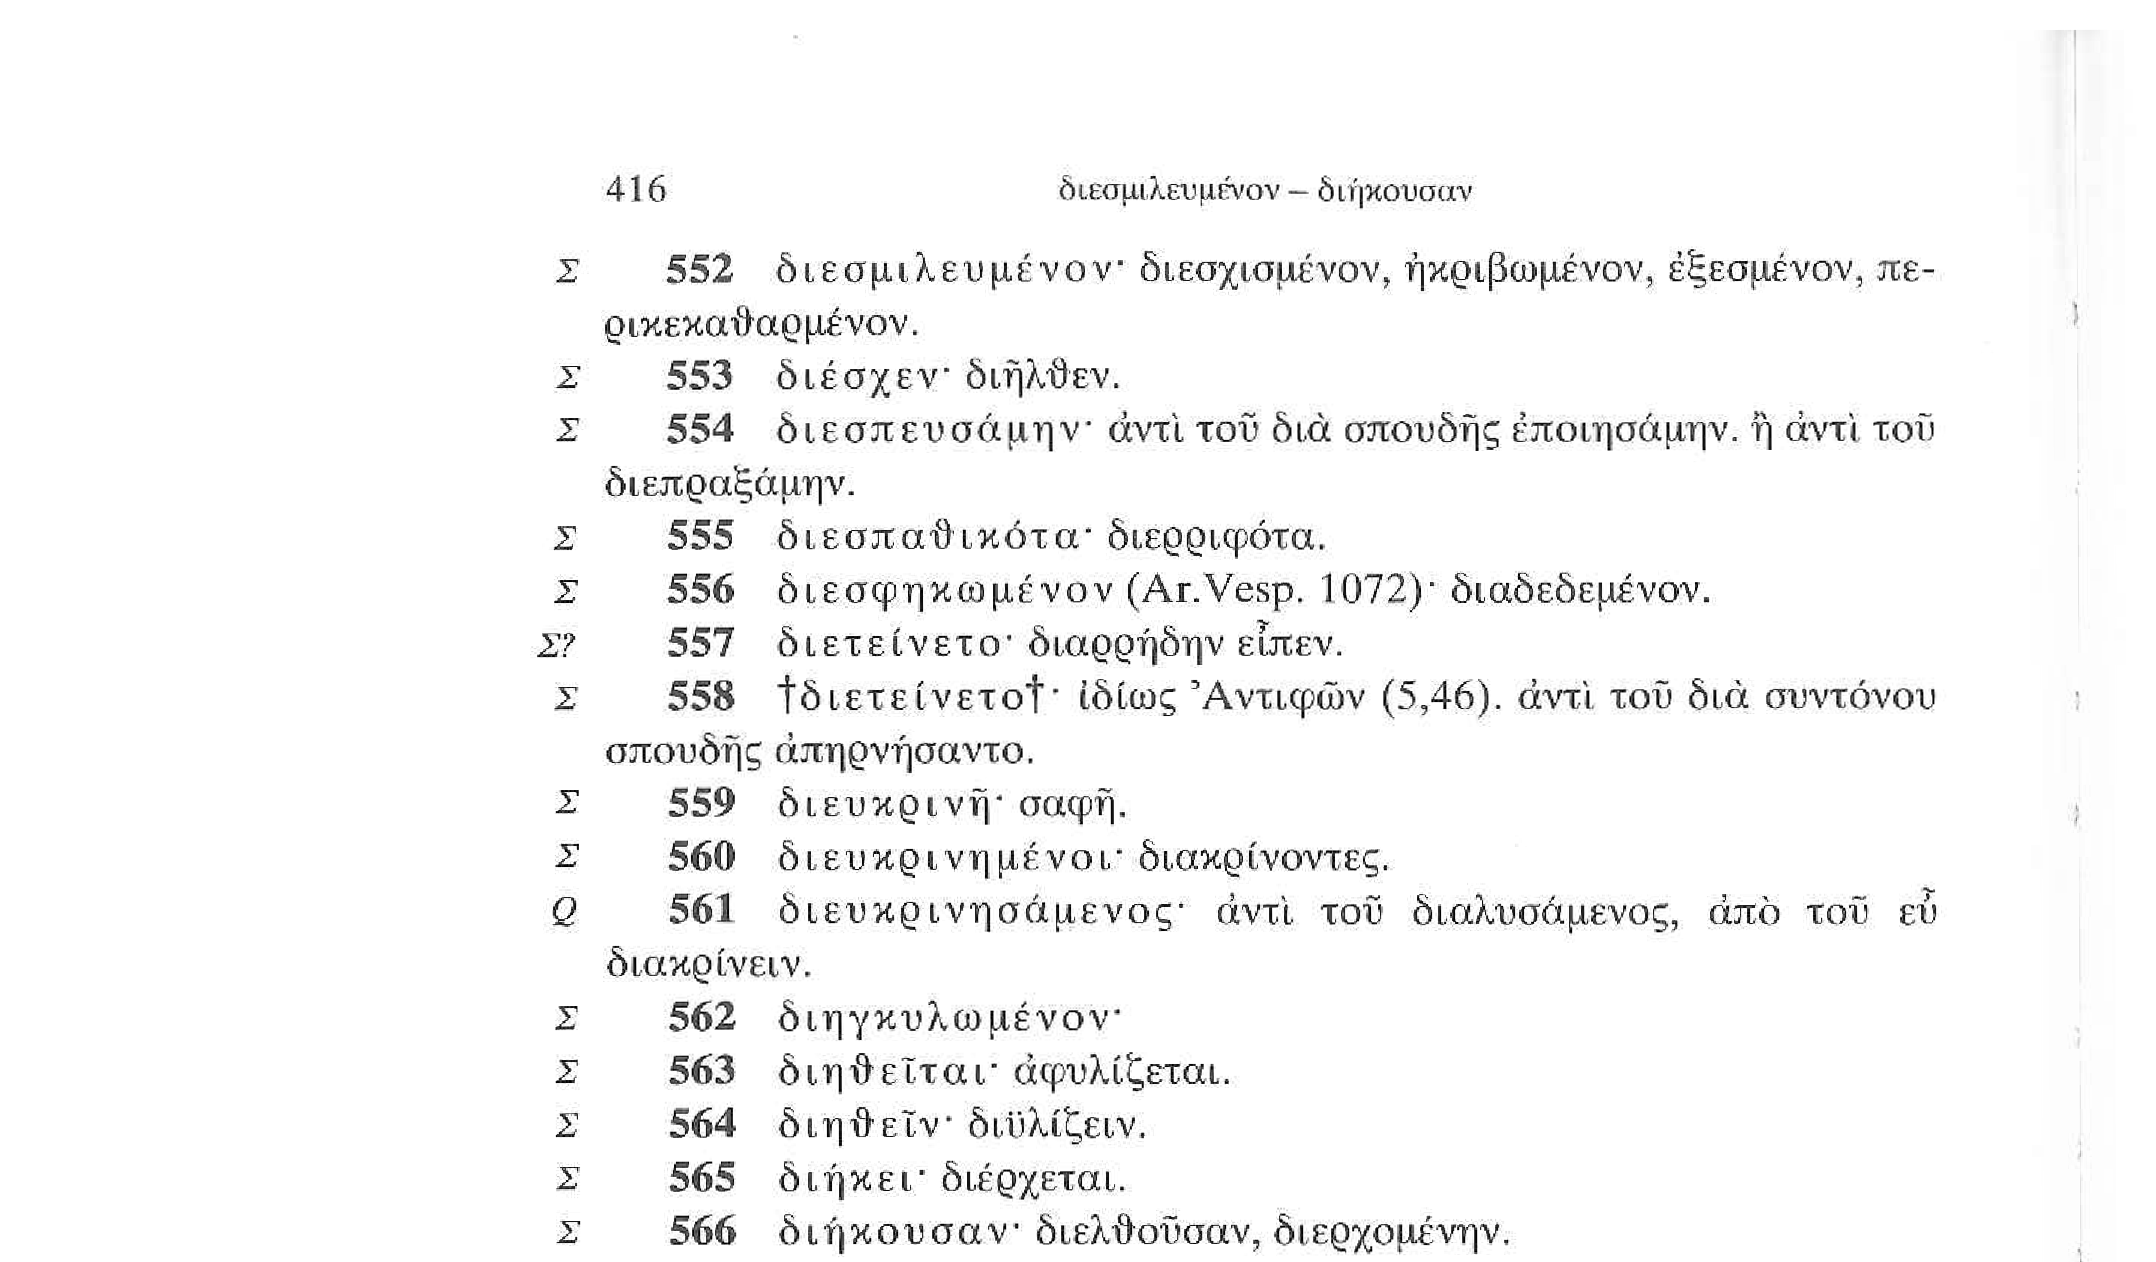 416 διεσμιλευμένον – διήκουσαν
Σ 552 διεσμιλευμένον· διεσχισμένον, ἠκριβωμένον, ἐξεσμένον, πε-
ρικεκαθαρμένον.
Σ 553 διέσχεν· διῆλθεν.
Σ 554 διεσπευσάμην· ἀντὶ τοῦ διὰ σπουδῆς ἐποιησάμην. ἢ ἀντὶ τοῦ
διεπραξάμην.
Σ 555 διεσπαθικότα· διερριφότα.
Σ 556 διεσφηκωμένον (Ar.Vesp. 1072)· διαδεδεμένον.
Σ? 557 διετείνετο· διαρρήδην εἶπεν.
Σ 558 †διετείνετο†· ἰδίως Ἀντιφῶν (5,46). ἀντὶ τοῦ διὰ συντόνου
σπουδῆς ἀπηρνήσαντο.
Σ 559 διευκρινῆ· σαφῆ.
Σ 560 διευκρινημένοι· διακρίνοντες.
Q 561 διευκρινησάμενος· ἀντὶ τοῦ διαλυσάμενος, ἀπὸ τοῦ εὖ
διακρίνειν.
Σ 562 διηγκυλωμένον·
Σ 563 διηθεῖται· ἀφυλίζεται.
Σ 564 διηθεῖν· διϋλίζειν.
Σ 565 διήκει· διέρχεται.
Σ 566 διήκουσαν· διελθοῦσαν, διερχομένην.